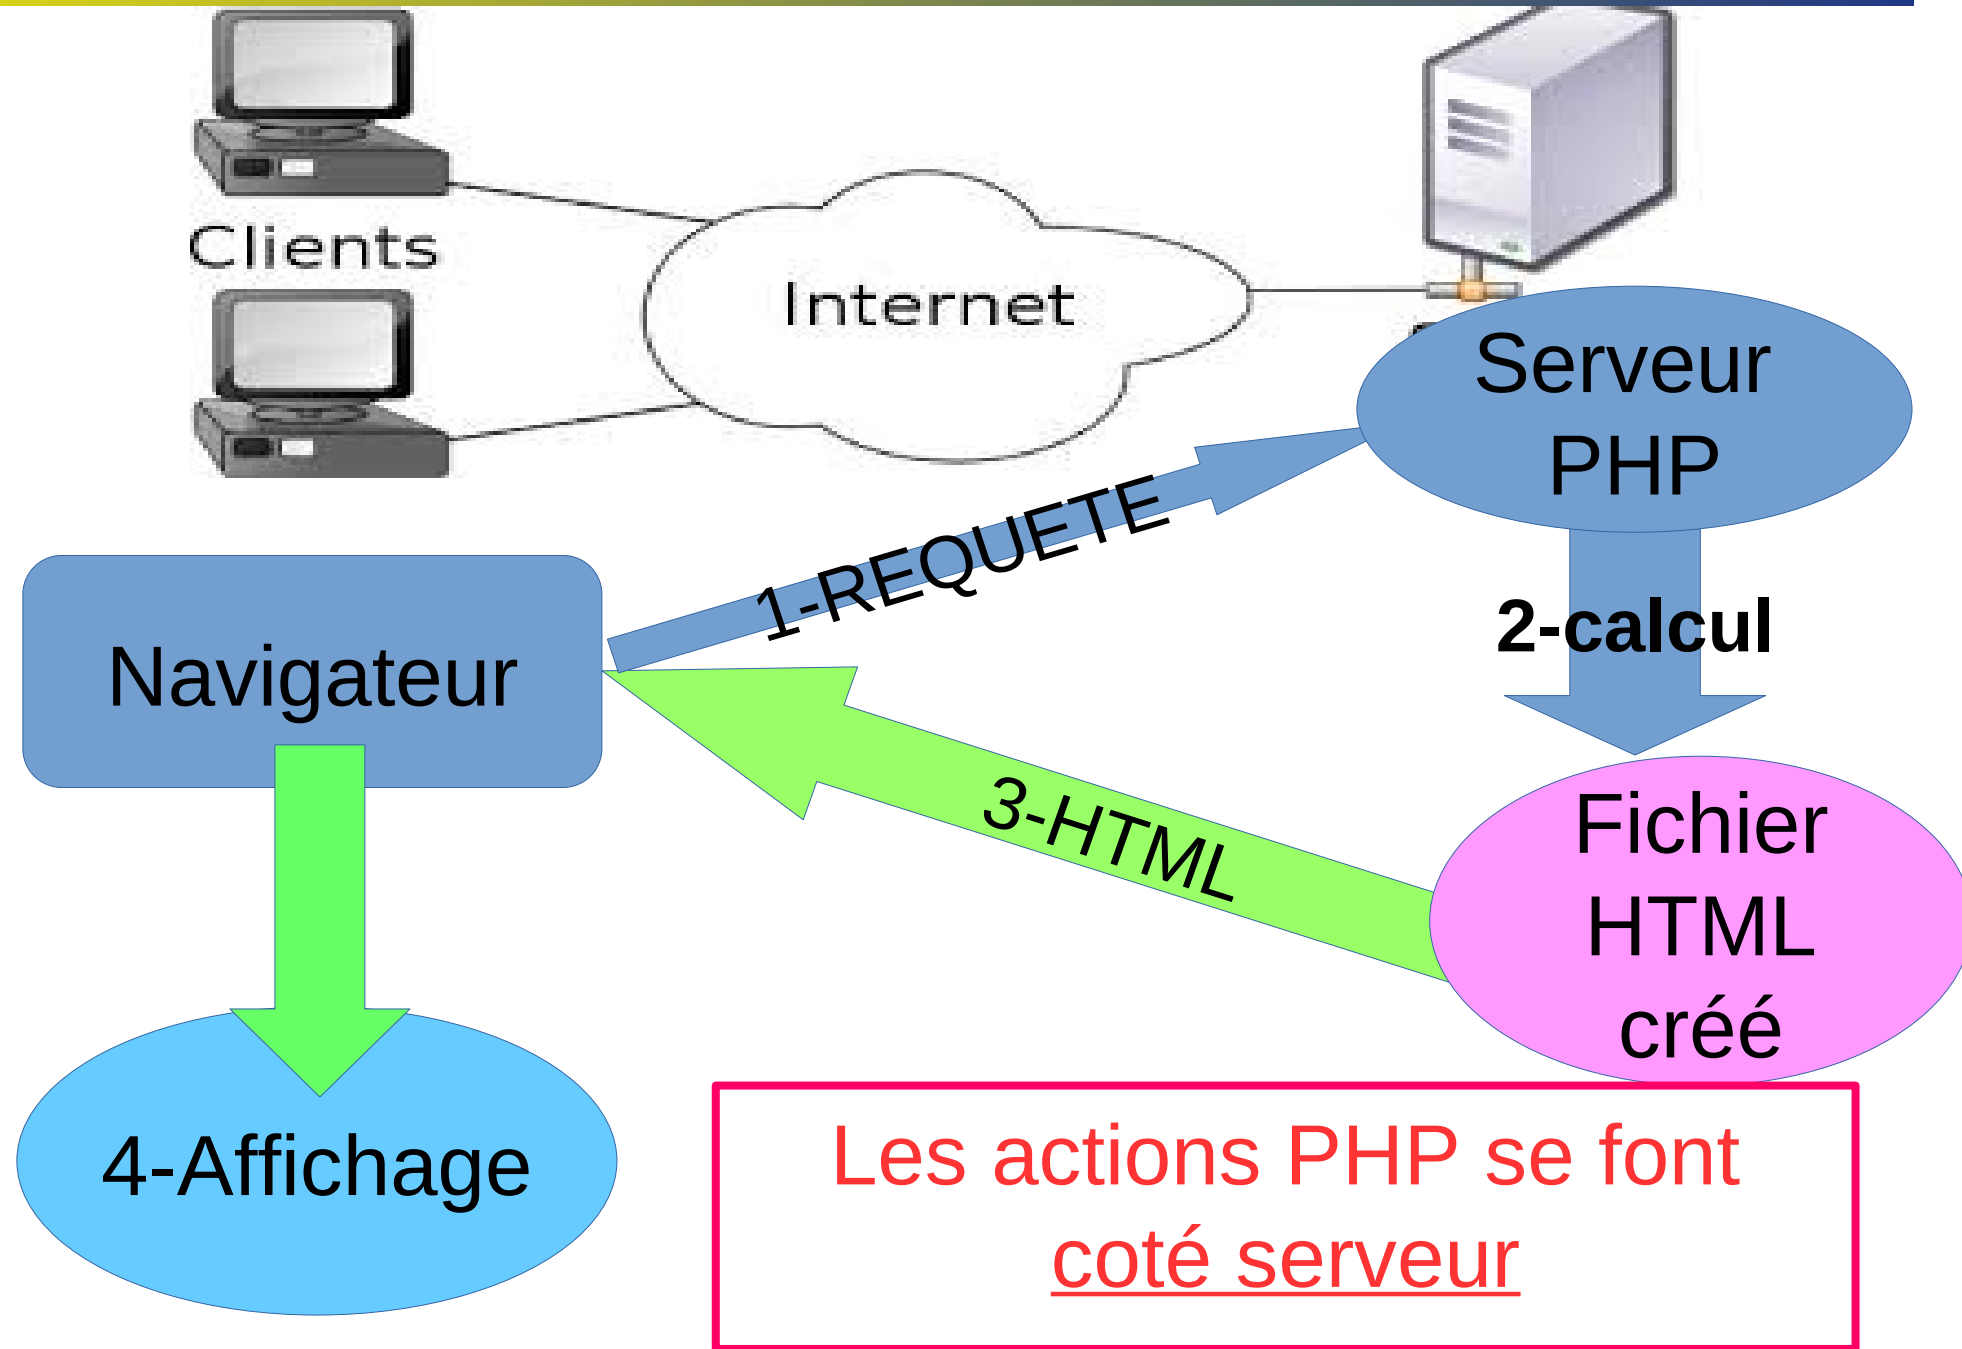 Clients
Internet
Serveur
PHP
1-REQUETE
Navigateur
2-calcul
3-HTML
Fichier
HTML
créé
4-Affichage
Les actions PHP se font
coté serveur